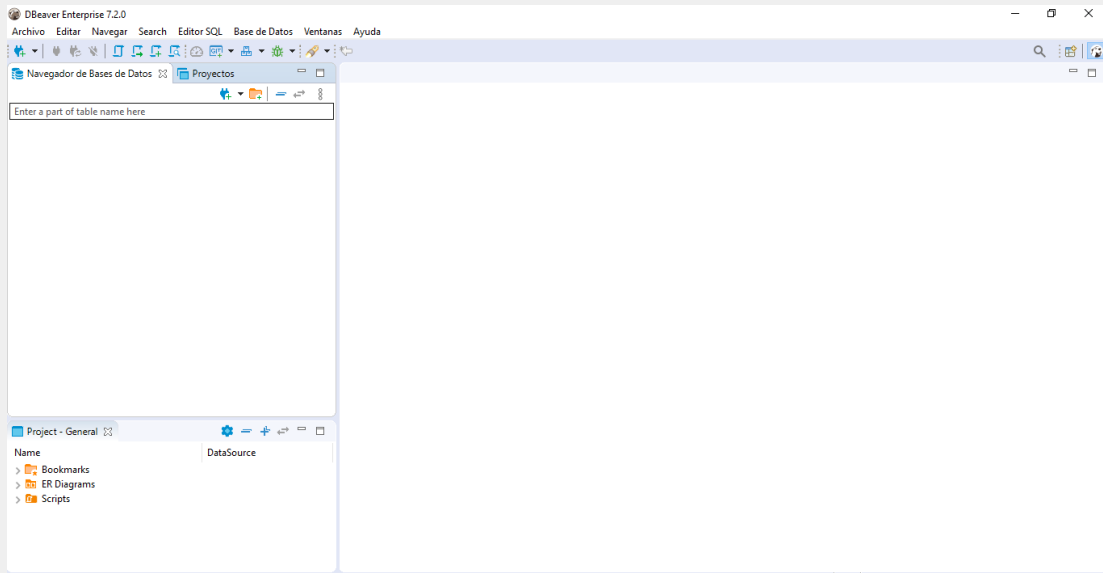 DBeaver Enterprise 7.2.0
Archivo Editar Navegar Search Editor SQL Base de Datos Ventanas Ayuda
Navegador de Bases de Datos Proyectos
Enter a part of table name here
Project - General
Name DataSource
Bookmarks
ER Diagrams
Scripts